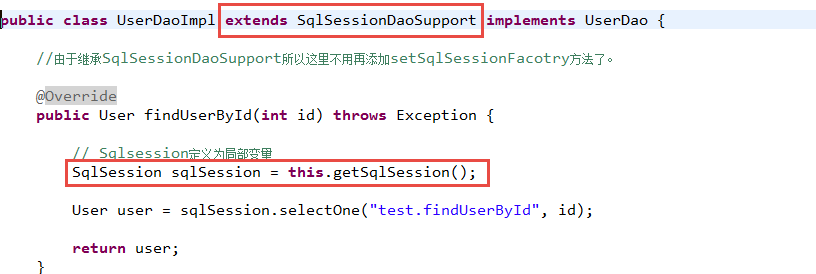 public class UserDaoImpl extends SqlSessionDaoSupport implements UserDao {
//由于继承SqlSessionDaoSupport所以这里不用再添加setSqlSessionFacotry方法了。
@Override
public User findUserById(int id) throws Exception {
// Sqlsession定义为局部变量
SqlSession sqlSession = this.getSqlSession();
User user = sqlSession.selectOne("test.findUserById", id);
return user;
}